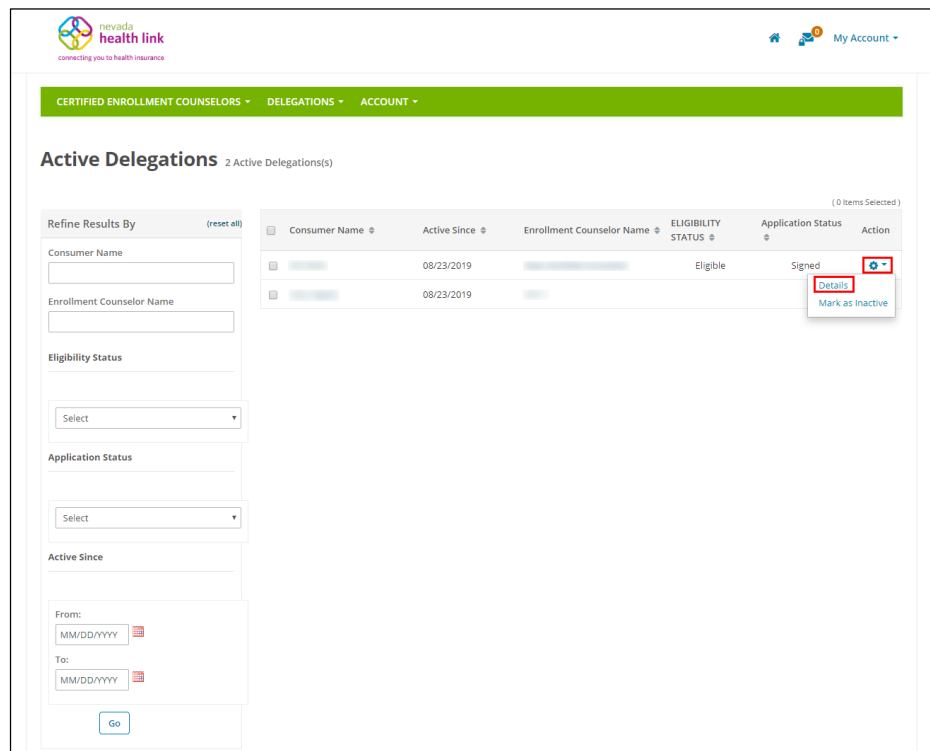 nevada
health link
connecting you to health insurance
0
My Account
CERTIFIED ENROLLMENT COUNSELORS DELEGATIONS ACCOUNT
Active Delegations 2 Active Delegations(s)
( 0 Items Selected )
Refine Results By (reset all)
Consumer Name Active Since Enrollment Counselor Name ELIGIBILITY STATUS Application Status Action
Consumer Name
08/23/2019 Eligible Signed
Details
08/23/2019
Mark as Inactive
Enrollment Counselor Name
Eligibility Status
Select
Application Status
Select
Active Since
From:
MM/DD/YYYY
To:
MM/DD/YYYY
Go